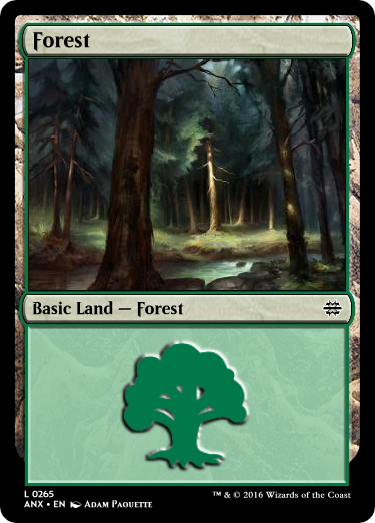 Forest
Basic Land — Forest
L 0265
ANX • EN Adam Paquette
™ & © 2016 Wizards of the Coast